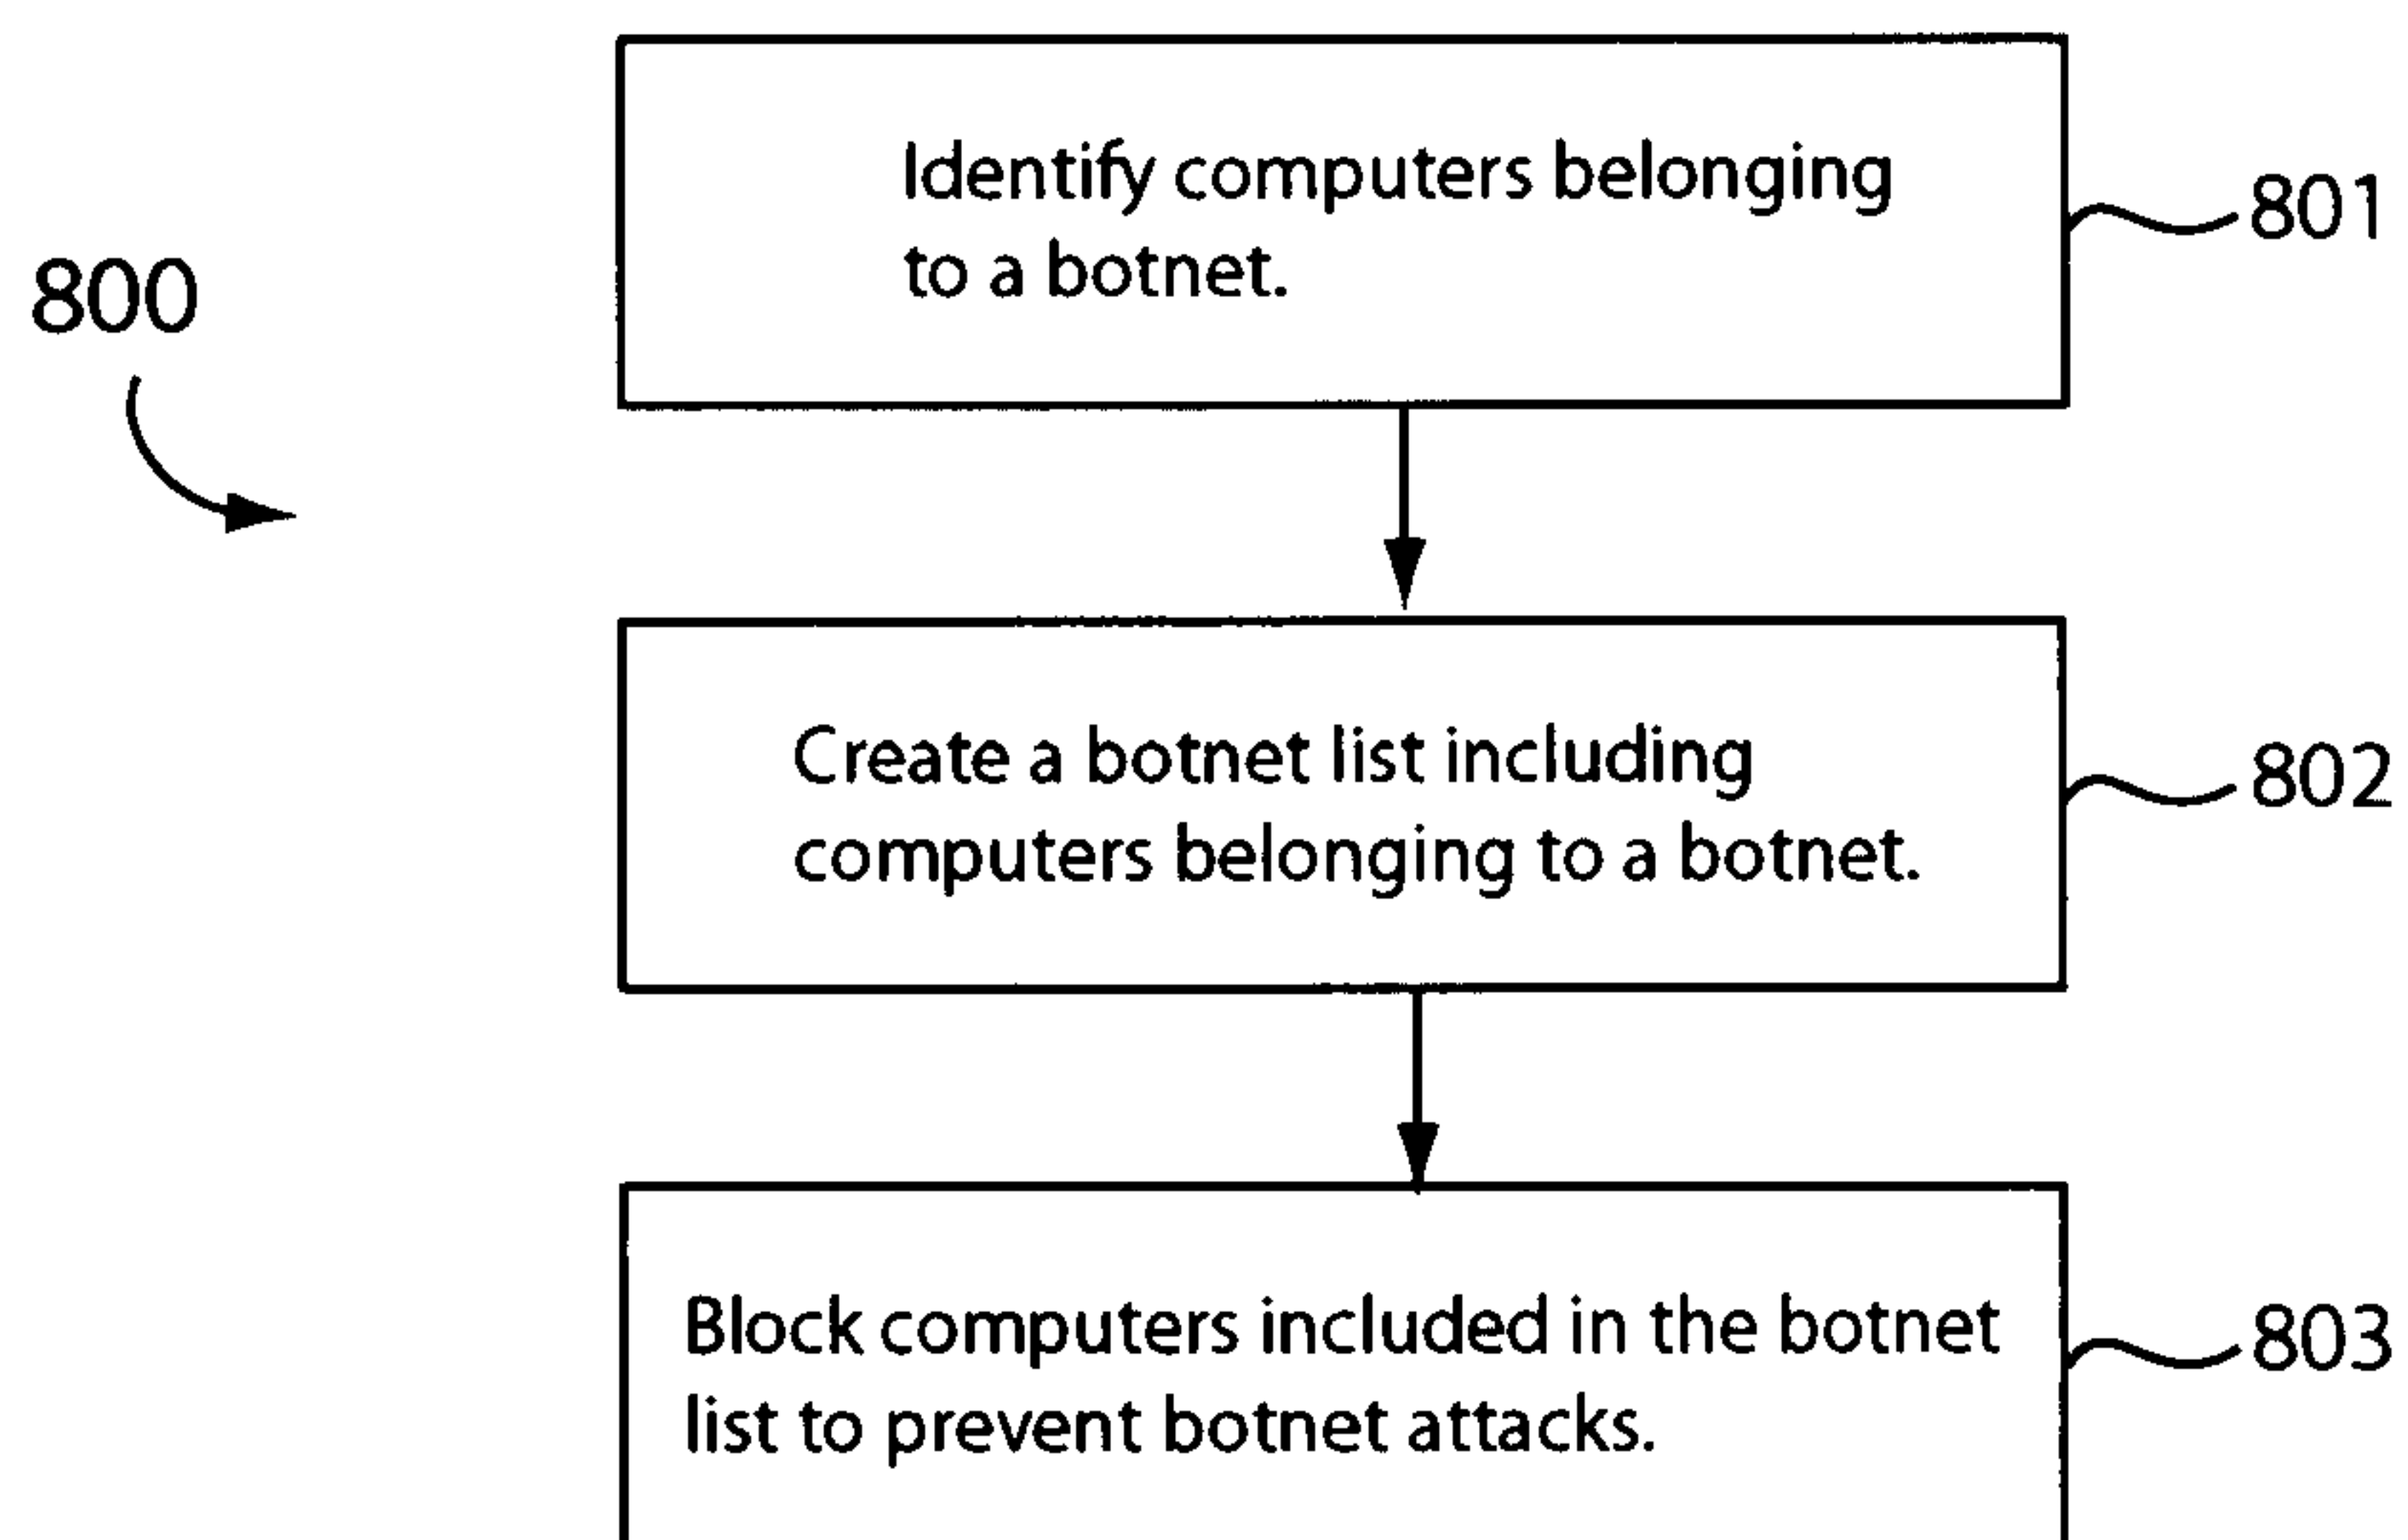 Identify computers belonging
to a botnet.
801
800
Create a botnet list including
computers belonging to a botnet.
802
Block computers included in the botnet
list to prevent botnet attacks.
803